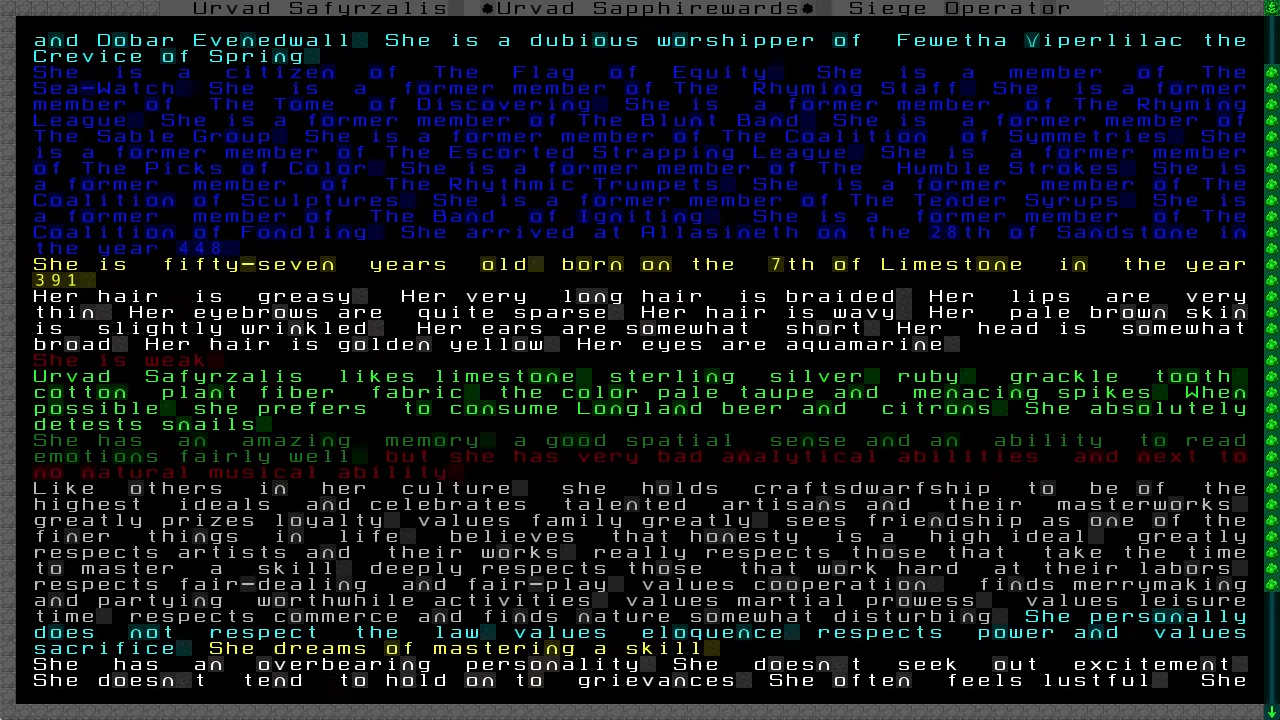 Urvad Safyrzalis ●Urvad Sapphirewards● Siege Operator
and Dobar Evenedwall She is a dubious worshipper of Fewetha Viperlilac the
Crevice of Spring
She is a citizen of The Flag of Equity She is a member of The
Sea-Watch She is a former member of The Rhyming Staff She is a former
member of The Tome of Discovering She is a former member of The Rhyming
League She is a former member of The Blunt Band She is a former member of
The Sable Group She is a former member of The Coalition of Symmetries She
is a former member of The Escorted Strapping League She is a former member
of The Picks of Color She is a former member of The Humble Strokes She is
a former member of The Rhythmic Trumpets She is a former member of The
Coalition of Sculptures She is a former member of The Tender Syrups She is
a former member of The Band of Igniting She is a former member of The
Coalition of Fondling She arrived at Allasineth on the 28th of Sandstone in
the year 448
She is fifty-seven years old born on the 7th of Limestone in the year
391
Her hair is greasy Her very long hair is braided Her lips are very
thin Her eyebrows are quite sparse Her hair is wavy Her pale brown skin
is slightly wrinkled Her ears are somewhat short Her head is somewhat
broad Her hair is golden yellow Her eyes are aquamarine
She is weak
Urvad Safyrzalis likes limestone sterling silver ruby grackle tooth
cotton plant fiber fabric the color pale taupe and menacing spikes When
possible she prefers to consume Longland beer and citrons She absolutely
detests snails
She has an amazing memory a good spatial sense and an ability to read
emotions fairly well but she has very bad analytical abilities and next to
no natural musical ability
Like others in her culture she holds craftsdwarfship to be of the
highest ideals and celebrates talented artisans and their masterworks
greatly prizes loyalty values family greatly sees friendship as one of the
finer things in life believes that honesty is a high ideal greatly
respects artists and their works really respects those that take the time
to master a skill deeply respects those that work hard at their labors
respects fair-dealing and fair-play values cooperation finds merrymaking
and partying worthwhile activities values martial prowess values leisure
time respects commerce and finds nature somewhat disturbing She personally
does not respect the law values eloquence respects power and values
sacrifice She dreams of mastering a skill
She has an overbearing personality She doesn t seek out excitement
She doesn t tend to hold on to grievances She often feels lustful She